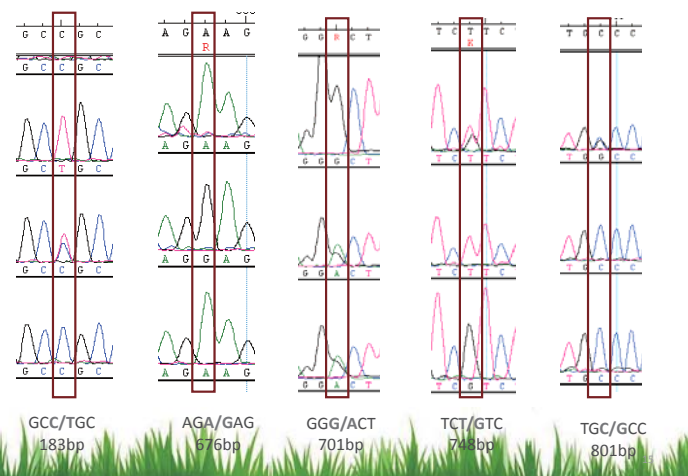 G C C G C
G C C G C
G C T G C
G C C G C
G C C G C
GCC/TGC
183bp
A G A A G
R
A G A A G
A G G A G
A G A A G
AGA/GAG
676bp
G G R C T
G G G C T
G G A C T
G G A C T
GGG/ACT
701bp
T C T T C
K
T C T T C
T C T T C
T C G T C
TCT/GTC
748bp
T G C C C
T G G C C
T G C C C
T G C C C
TGC/GCC
801bp